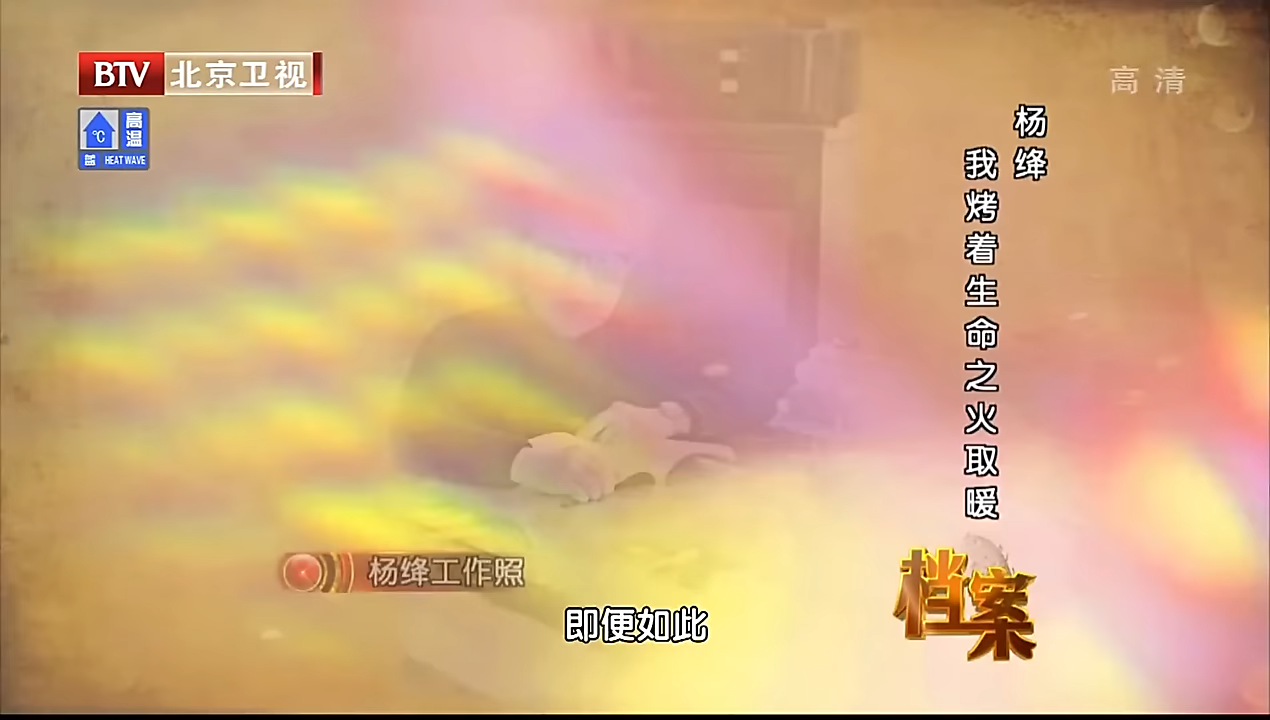 BTV 北京卫视
高清
℃ 高温
蓝 HEAT WAVE
杨绛
我烤着生命之火取暖
档案
杨绛工作照
即便如此